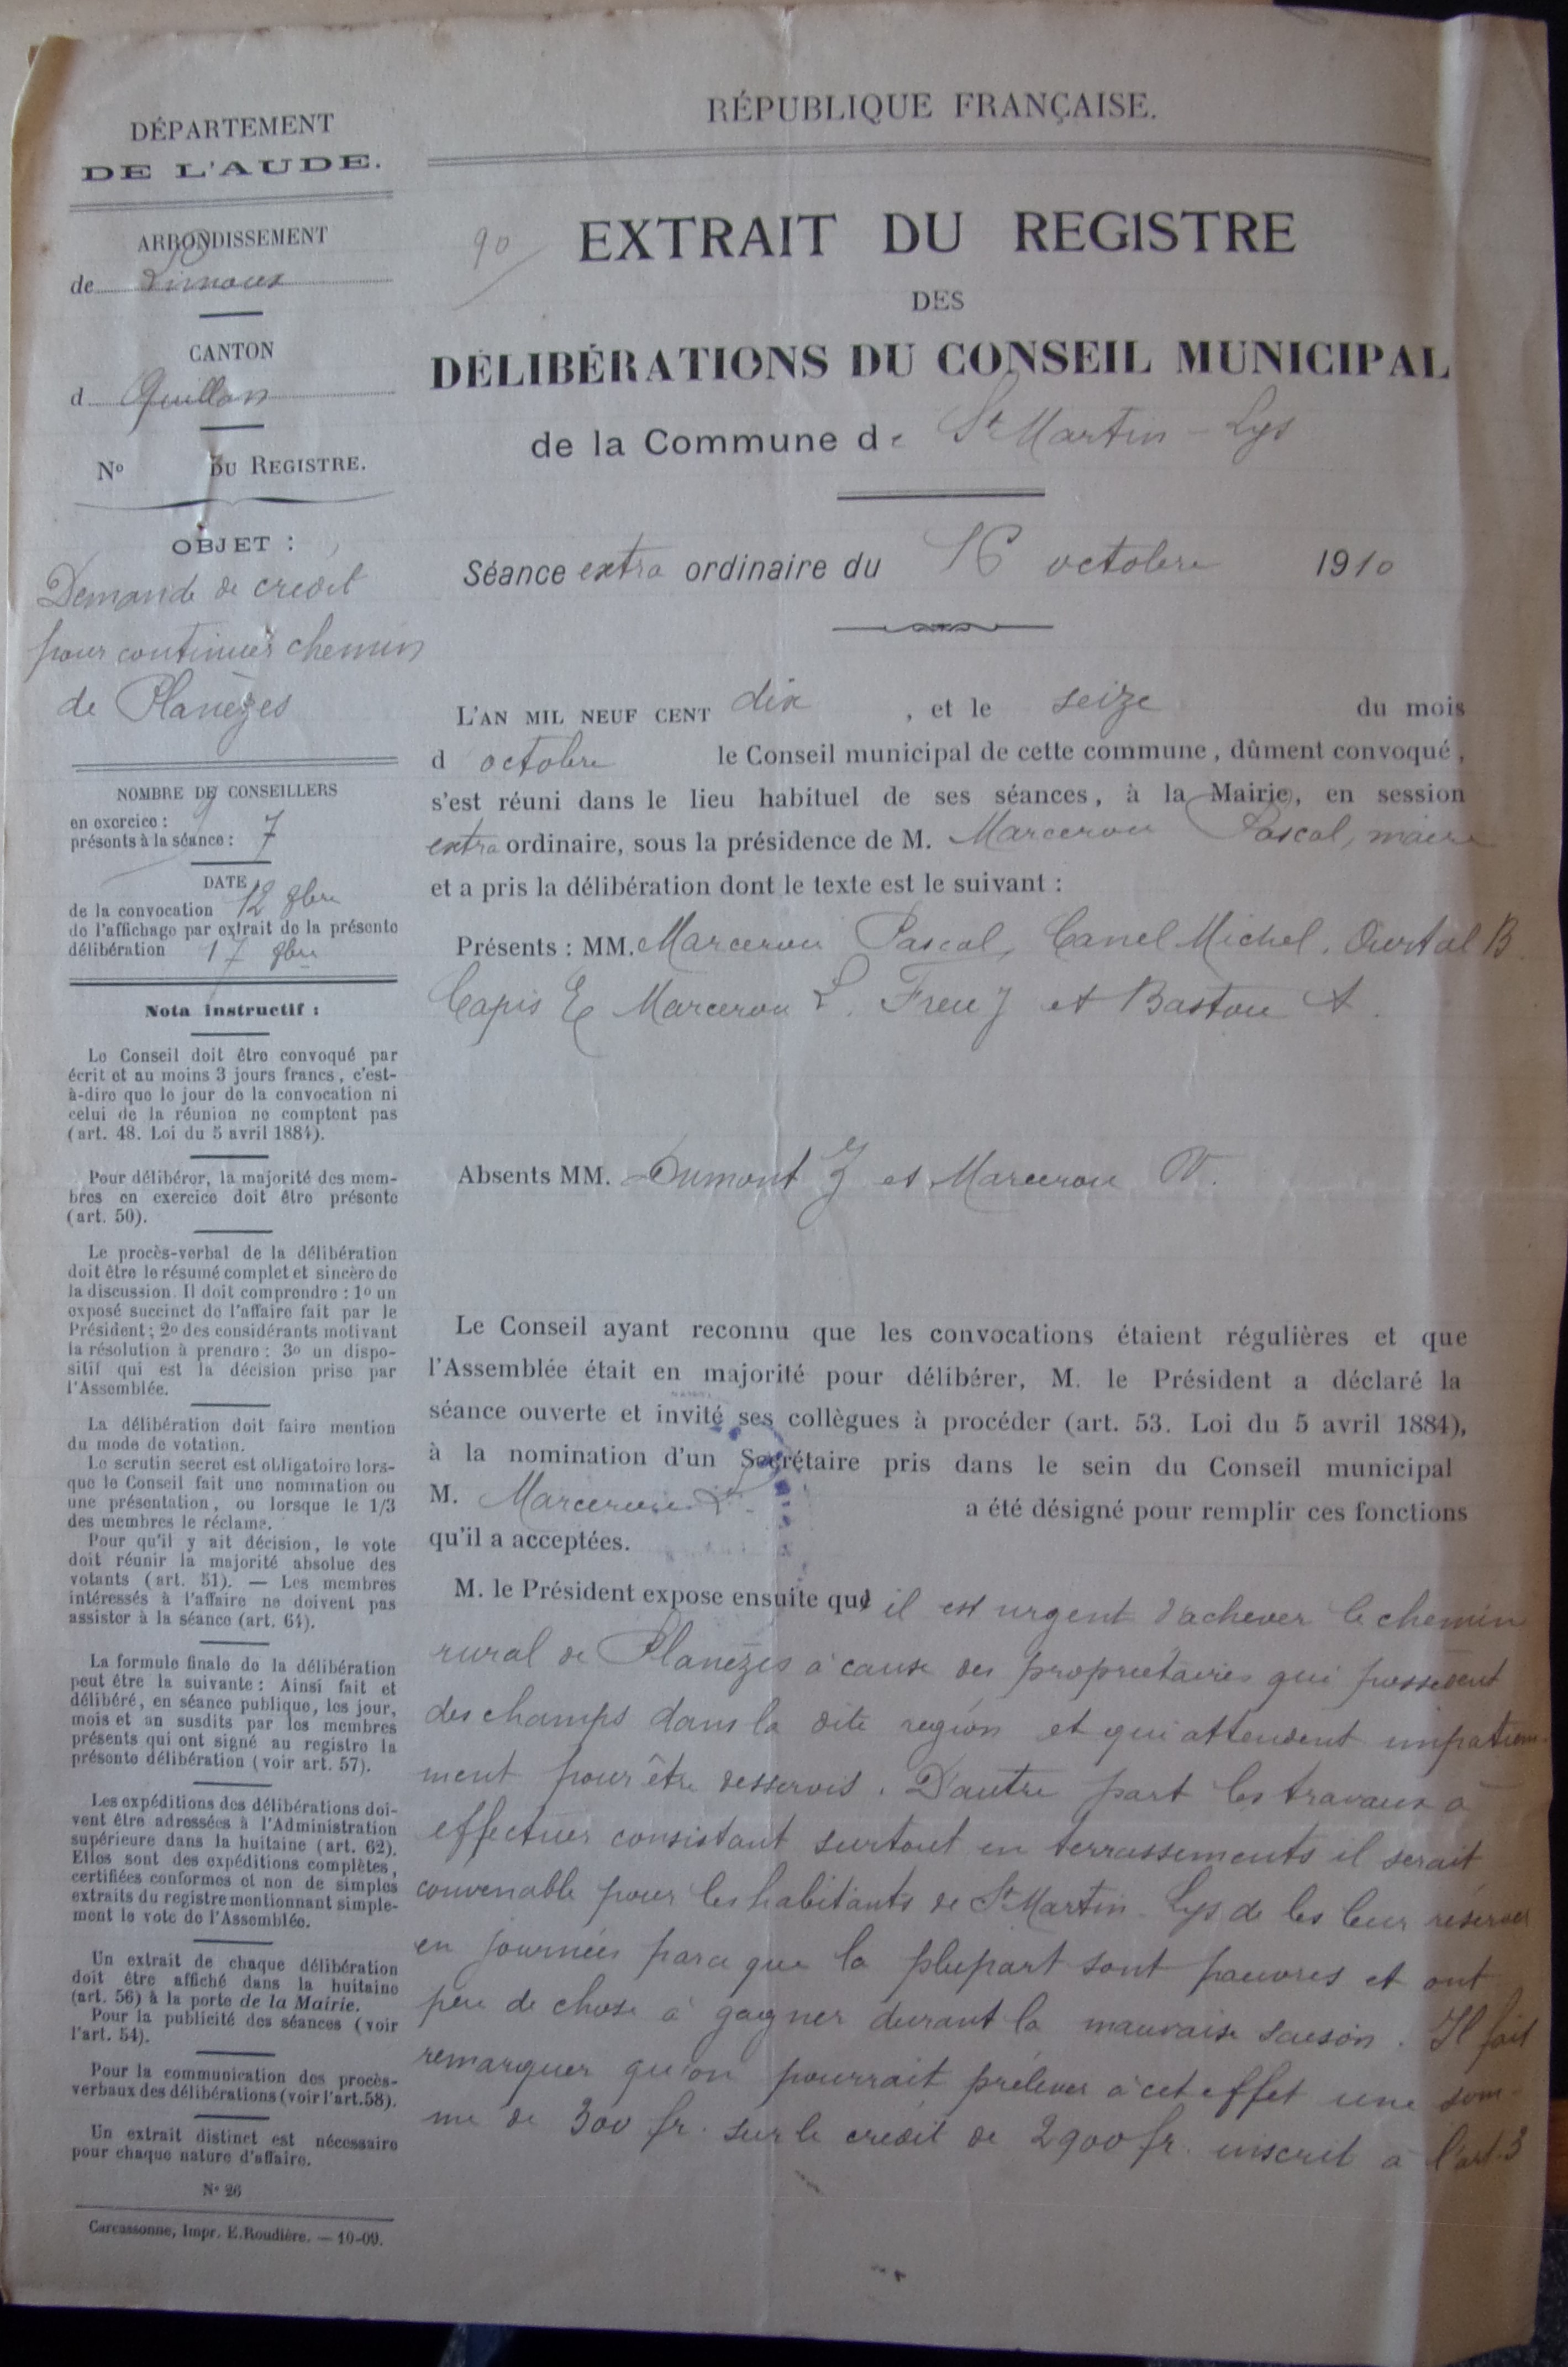 DÉPARTEMENT
DE L'AUDE.
ARRONDISSEMENT
de Limoux
CANTON
d Quillan
Nº DU REGISTRE.
OBJET :
Demande de credit
pour continuer chemin
de Planèzes
NOMBRE DE CONSEILLERS
en exercice : 9
présents à la séance : 7
DATE
de la convocation 12 8bre
de l'affichage par extrait de la présente
délibération 17 8bre
Nota instructif :
Le Conseil doit être convoqué par
écrit et au moins 3 jours francs, c'est-
à-dire que le jour de la convocation ni
celui de la réunion ne comptent pas
(art. 48. Loi du 5 avril 1884).
Pour délibérer, la majorité des mem-
bres en exercice doit être présente
(art. 50).
Le procès-verbal de la délibération
doit être le résumé complet et sincère de
la discussion. Il doit comprendre : 1º un
exposé succinct de l'affaire fait par le
Président ; 2º des considérants motivant
la résolution à prendre ; 3º un dispo-
sitif qui est la décision prise par
l'Assemblée.
La délibération doit faire mention
du mode de votation.
Le scrutin secret est obligatoire lors-
que le Conseil fait une nomination ou
une présentation, ou lorsque le 1/3
des membres le réclame.
Pour qu'il y ait décision, le vote
doit réunir la majorité absolue des
votants (art. 51). — Les membres
intéressés à l'affaire ne doivent pas
assister à la séance (art. 64).
La formule finale de la délibération
peut être la suivante : Ainsi fait et
délibéré, en séance publique, les jour,
mois et an susdits par les membres
présents qui ont signé au registre la
présente délibération (voir art. 57).
Les expéditions des délibérations doi-
vent être adressées à l'Administration
supérieure dans la huitaine (art. 62).
Elles sont des expéditions complètes,
certifiées conformes et non de simples
extraits du registre mentionnant simple-
ment le vote de l'Assemblée.
Un extrait de chaque délibération
doit être affiché dans la huitaine
(art. 56) à la porte de la Mairie.
Pour la publicité des séances (voir
l'art. 54).
Pour la communication des procès-
verbaux des délibérations (voir l'art. 58).
Un extrait distinct est nécessaire
pour chaque nature d'affaire.
Nº 26
Carcassonne, Impr. E. Roudière. — 10-09.
RÉPUBLIQUE FRANÇAISE.
90
EXTRAIT DU REGISTRE
DES
DÉLIBÉRATIONS DU CONSEIL MUNICIPAL
de la Commune de St Martin - Lys
Séance extra ordinaire du 16 octobre 1910
L'AN MIL NEUF CENT dix , et le seize du mois
d octobre le Conseil municipal de cette commune, dûment convoqué,
s'est réuni dans le lieu habituel de ses séances, à la Mairie, en session
extra ordinaire, sous la présidence de M. Marcerou Pascal, maire
et a pris la délibération dont le texte est le suivant :
Présents : MM. Marcerou Pascal, Canel Michel, Ourtal B
Capis E Marcerou L. Freu J et Bastou A.
Absents MM. Dumont J et Marcerou V.
Le Conseil ayant reconnu que les convocations étaient régulières et que
l'Assemblée était en majorité pour délibérer, M. le Président a déclaré la
séance ouverte et invité ses collègues à procéder (art. 53. Loi du 5 avril 1884),
à la nomination d'un Secrétaire pris dans le sein du Conseil municipal
M. Marcerou L. a été désigné pour remplir ces fonctions
qu'il a acceptées.
M. le Président expose ensuite qu'il est urgent d'achever le chemin
rural de Planèzes à cause des propriétaires qui possèdent
des champs dans la dite région et qui attendent impatiem-
ment pour être desservis. D'autre part les travaux à
effectuer consistant surtout en terrassements il serait
convenable pour les habitants de St Martin-Lys de les leur réserver
en journées parce que la plupart sont pauvres et ont
peu de chose à gagner durant la mauvaise saison. Il fait
remarquer qu'on pourrait prélever à cet effet une som-
me de 300 fr. sur le crédit de 2900 fr. inscrit à l'art. 3